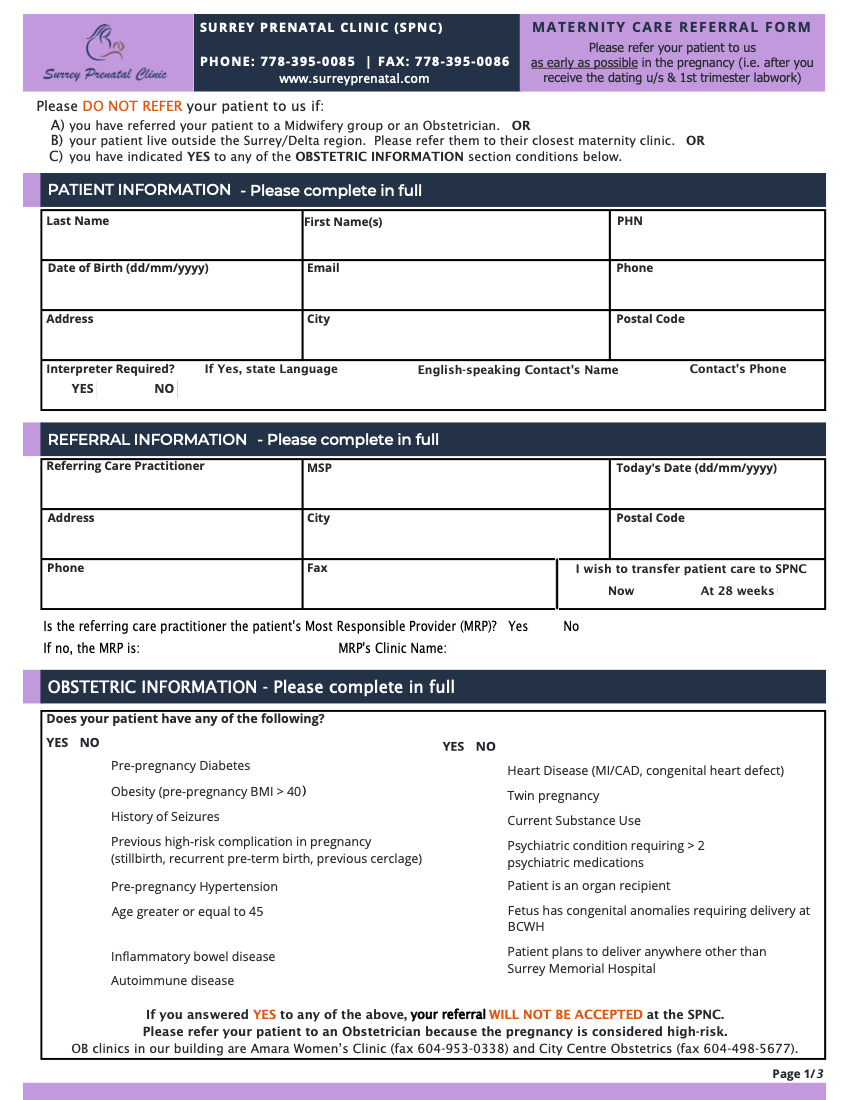 Surrey Prenatal Clinic
SURREY PRENATAL CLINIC (SPNC)
PHONE: 778-395-0085 | FAX: 778-395-0086
www.surreyprenatal.com
MATERNITY CARE REFERRAL FORM
Please refer your patient to us
as early as possible in the pregnancy (i.e. after you
receive the dating u/s & 1st trimester labwork)
Please DO NOT REFER your patient to us if:
A) you have referred your patient to a Midwifery group or an Obstetrician. OR
B) your patient live outside the Surrey/Delta region. Please refer them to their closest maternity clinic. OR
C) you have indicated YES to any of the OBSTETRIC INFORMATION section conditions below.
PATIENT INFORMATION - Please complete in full
Last Name First Name(s) PHN
Date of Birth (dd/mm/yyyy) Email Phone
Address City Postal Code
Interpreter Required? If Yes, state Language English-speaking Contact's Name Contact's Phone
YES NO
REFERRAL INFORMATION - Please complete in full
Referring Care Practitioner MSP Today's Date (dd/mm/yyyy)
Address City Postal Code
Phone Fax I wish to transfer patient care to SPNC
Now At 28 weeks
Is the referring care practitioner the patient's Most Responsible Provider (MRP)? Yes No
If no, the MRP is: MRP's Clinic Name:
OBSTETRIC INFORMATION - Please complete in full
Does your patient have any of the following?
YES NO
Pre-pregnancy Diabetes
Obesity (pre-pregnancy BMI > 40)
History of Seizures
Previous high-risk complication in pregnancy
(stillbirth, recurrent pre-term birth, previous cerclage)
Pre-pregnancy Hypertension
Age greater or equal to 45
Inflammatory bowel disease
Autoimmune disease
YES NO
Heart Disease (MI/CAD, congenital heart defect)
Twin pregnancy
Current Substance Use
Psychiatric condition requiring > 2
psychiatric medications
Patient is an organ recipient
Fetus has congenital anomalies requiring delivery at
BCWH
Patient plans to deliver anywhere other than
Surrey Memorial Hospital
If you answered YES to any of the above, your referral WILL NOT BE ACCEPTED at the SPNC.
Please refer your patient to an Obstetrician because the pregnancy is considered high-risk.
OB clinics in our building are Amara Women's Clinic (fax 604-953-0338) and City Centre Obstetrics (fax 604-498-5677).
Page 1/3